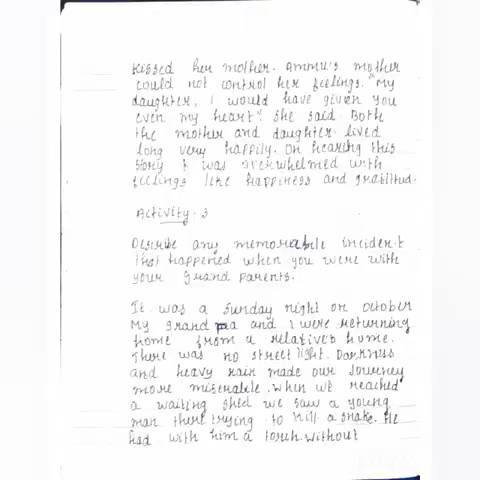 kissed her mother. Ammu's mother
could not control her feelings. "My
daughter, I would have given you
even my heart". She said. Both
the mother and daughter lived
long very happily. On hearing this
story I was overwhelmed with
feelings like happiness and gratitud.
Activity-3
Describe any memorable incident
that happened when you were with
your grand parents.
It was a Sunday night on october
My grand pa and I were returning
home from a relative's home.
There was no street light. Darkness
and heavy rain made our Journey
more miserable. When we reached
a waiting shed we saw a young
man there trying to kill a snake. He
had with him a torch. without